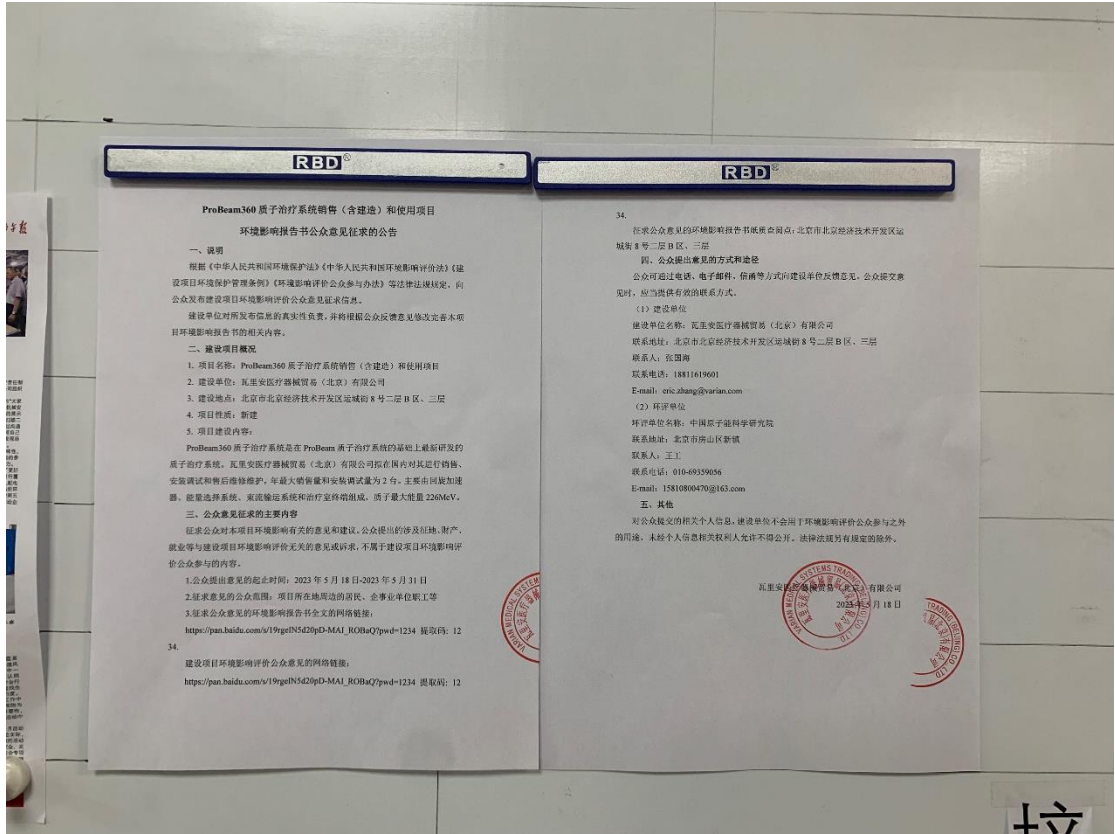 RBD
RBD
ProBeam360 质子治疗系统销售（含建造）和使用项目
环境影响报告书公众意见征求的公告
一、说明
根据《中华人民共和国环境保护法》《中华人民共和国环境影响评价法》《建
设项目环境保护管理条例》《环境影响评价公众参与办法》等法律法规规定，向
公众发布建设项目环境影响评价公众意见征求信息。
建设单位对所发布信息的真实性负责，并将根据公众反馈意见修改完善本项
目环境影响报告书的相关内容。
二、建设项目概况
1. 项目名称：ProBeam360 质子治疗系统销售（含建造）和使用项目
2. 建设单位：瓦里安医疗器械贸易（北京）有限公司
3. 建设地点：北京市北京经济技术开发区运城街 8 号二层 B 区、三层
4. 项目性质：新建
5. 项目建设内容：
ProBeam360 质子治疗系统是在 ProBeam 质子治疗系统的基础上最新研发的
质子治疗系统。瓦里安医疗器械贸易（北京）有限公司拟在国内对其进行销售、
安装调试和售后维修维护。年最大销售量和安装调试量为 2 台。主要由回旋加速
器、能量选择系统、束流输运系统和治疗室终端组成，质子最大能量 226MeV。
三、公众意见征求的主要内容
征求公众对本项目环境影响有关的意见和建议。公众提出的涉及征地、财产、
就业等与建设项目环境影响评价无关的意见或诉求，不属于建设项目环境影响评
价公众参与的内容。
1.公众提出意见的起止时间：2023 年 5 月 18 日-2023 年 5 月 31 日
2.征求意见的公众范围：项目所在地周边的居民、企事业单位职工等
3.征求公众意见的环境影响报告书全文的网络链接：
https://pan.baidu.com/s/19rgeIN5d20pD-MAI_ROBaQ?pwd=1234 提取码：12
34.
建设项目环境影响评价公众意见的网络链接：
https://pan.baidu.com/s/19rgeIN5d20pD-MAI_ROBaQ?pwd=1234 提取码：12
34.
征求公众意见的环境影响报告书纸质查阅点：北京市北京经济技术开发区运
城街 8 号二层 B 区、三层
四、公众提出意见的方式和途径
公众可通过电话、电子邮件、信函等方式向建设单位反馈意见。公众提交意
见时，应当提供有效的联系方式。
（1）建设单位
建设单位名称：瓦里安医疗器械贸易（北京）有限公司
联系地址：北京市北京经济技术开发区运城街 8 号二层 B 区、三层
联系人：张国海
联系电话：18811619601
E-mail：eric.zhang@varian.com
（2）环评单位
环评单位名称：中国原子能科学研究院
联系地址：北京市房山区新镇
联系人：王工
联系电话：010-69359056
E-mail：15810800470@163.com
五、其他
对公众提交的相关个人信息，建设单位不会用于环境影响评价公众参与之外
的用途，未经个人信息相关权利人允许不得公开。法律法规另有规定的除外。
瓦里安医疗器械贸易（北京）有限公司
2023 年 5 月 18 日